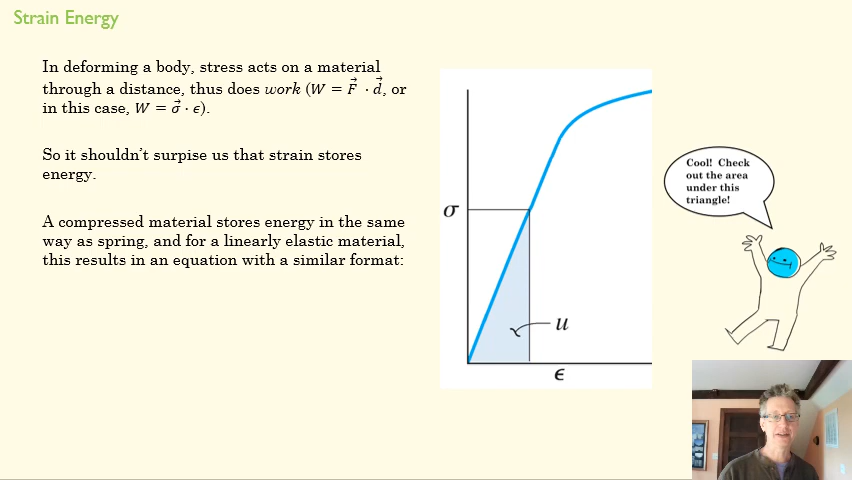 Strain Energy
In deforming a body, stress acts on a material
through a distance, thus does work (W = F⃗ · d⃗, or
in this case, W = σ⃗ · ϵ).
So it shouldn't surprise us that strain stores
energy.
A compressed material stores energy in the same
way as spring, and for a linearly elastic material,
this results in an equation with a similar format:
σ
u
ϵ
Cool! Check
out the area
under this
triangle!